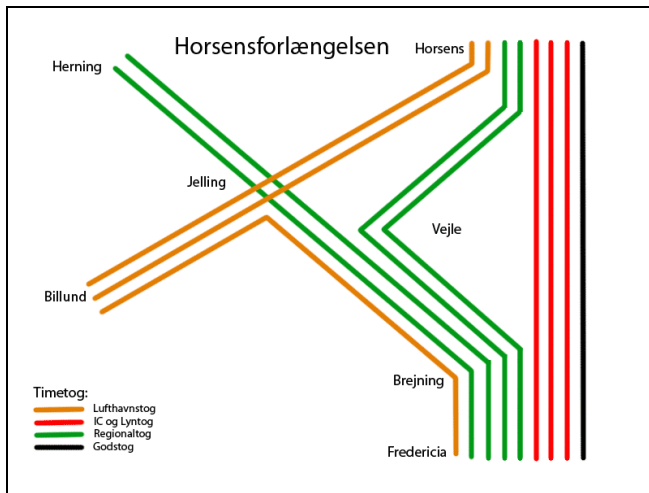 Horsensforlængelsen
Horsens
Herning
Jelling
Vejle
Billund
Brejning
Fredericia
Timetog:
Lufthavnstog
IC og Lyntog
Regionaltog
Godstog